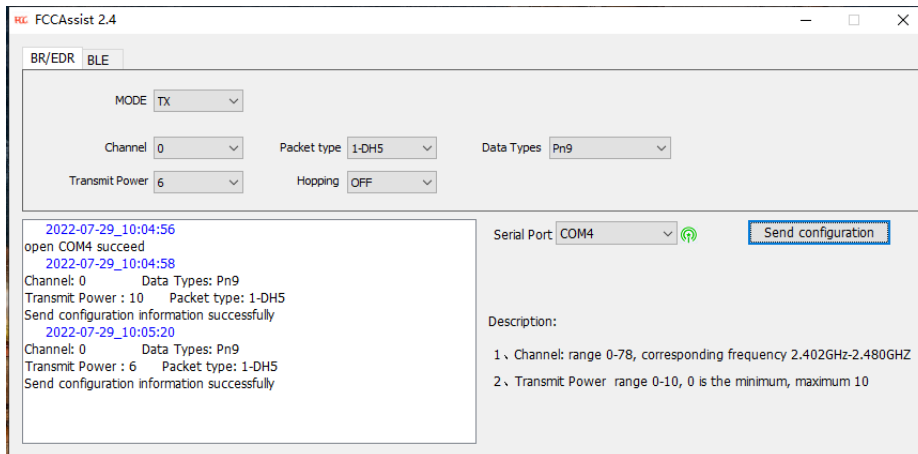 FCC FCCAssist 2.4
BR/EDR BLE
MODE TX
Channel 0 Packet type 1-DH5 Data Types Pn9
Transmit Power 6 Hopping OFF
2022-07-29_10:04:56
open COM4 succeed
2022-07-29_10:04:58
Channel: 0 Data Types: Pn9
Transmit Power : 10 Packet type: 1-DH5
Send configuration information successfully
2022-07-29_10:05:20
Channel: 0 Data Types: Pn9
Transmit Power : 6 Packet type: 1-DH5
Send configuration information successfully
Serial Port COM4 Send configuration
Description:
1、Channel: range 0-78, corresponding frequency 2.402GHz-2.480GHZ
2、Transmit Power range 0-10, 0 is the minimum, maximum 10